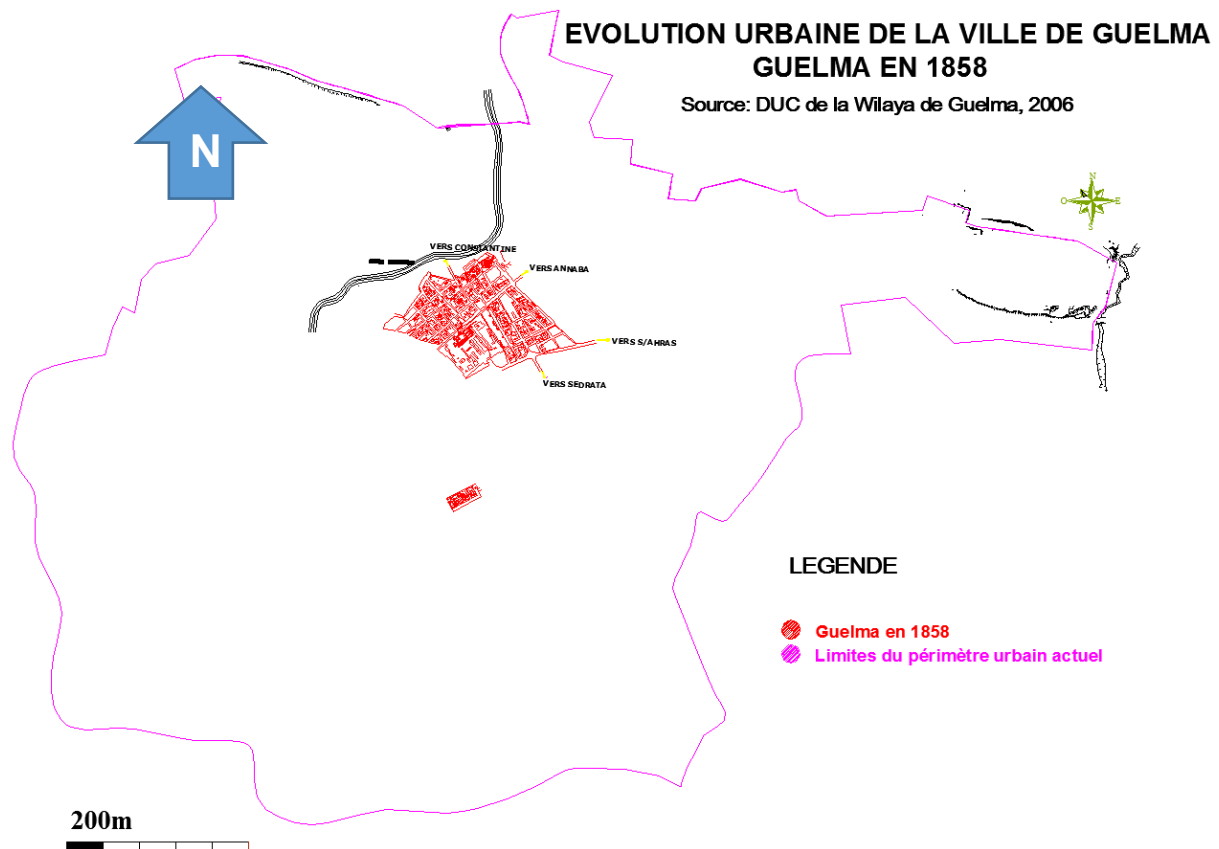 EVOLUTION URBAINE DE LA VILLE DE GUELMA
GUELMA EN 1858
Source: DUC de la Wilaya de Guelma, 2006
N
N
O E
S
VERS CONSTANTINE
VERS ANNABA
VERS S/AHRAS
VERS SEDRATA
LEGENDE
Guelma en 1858
Limites du périmètre urbain actuel
200m